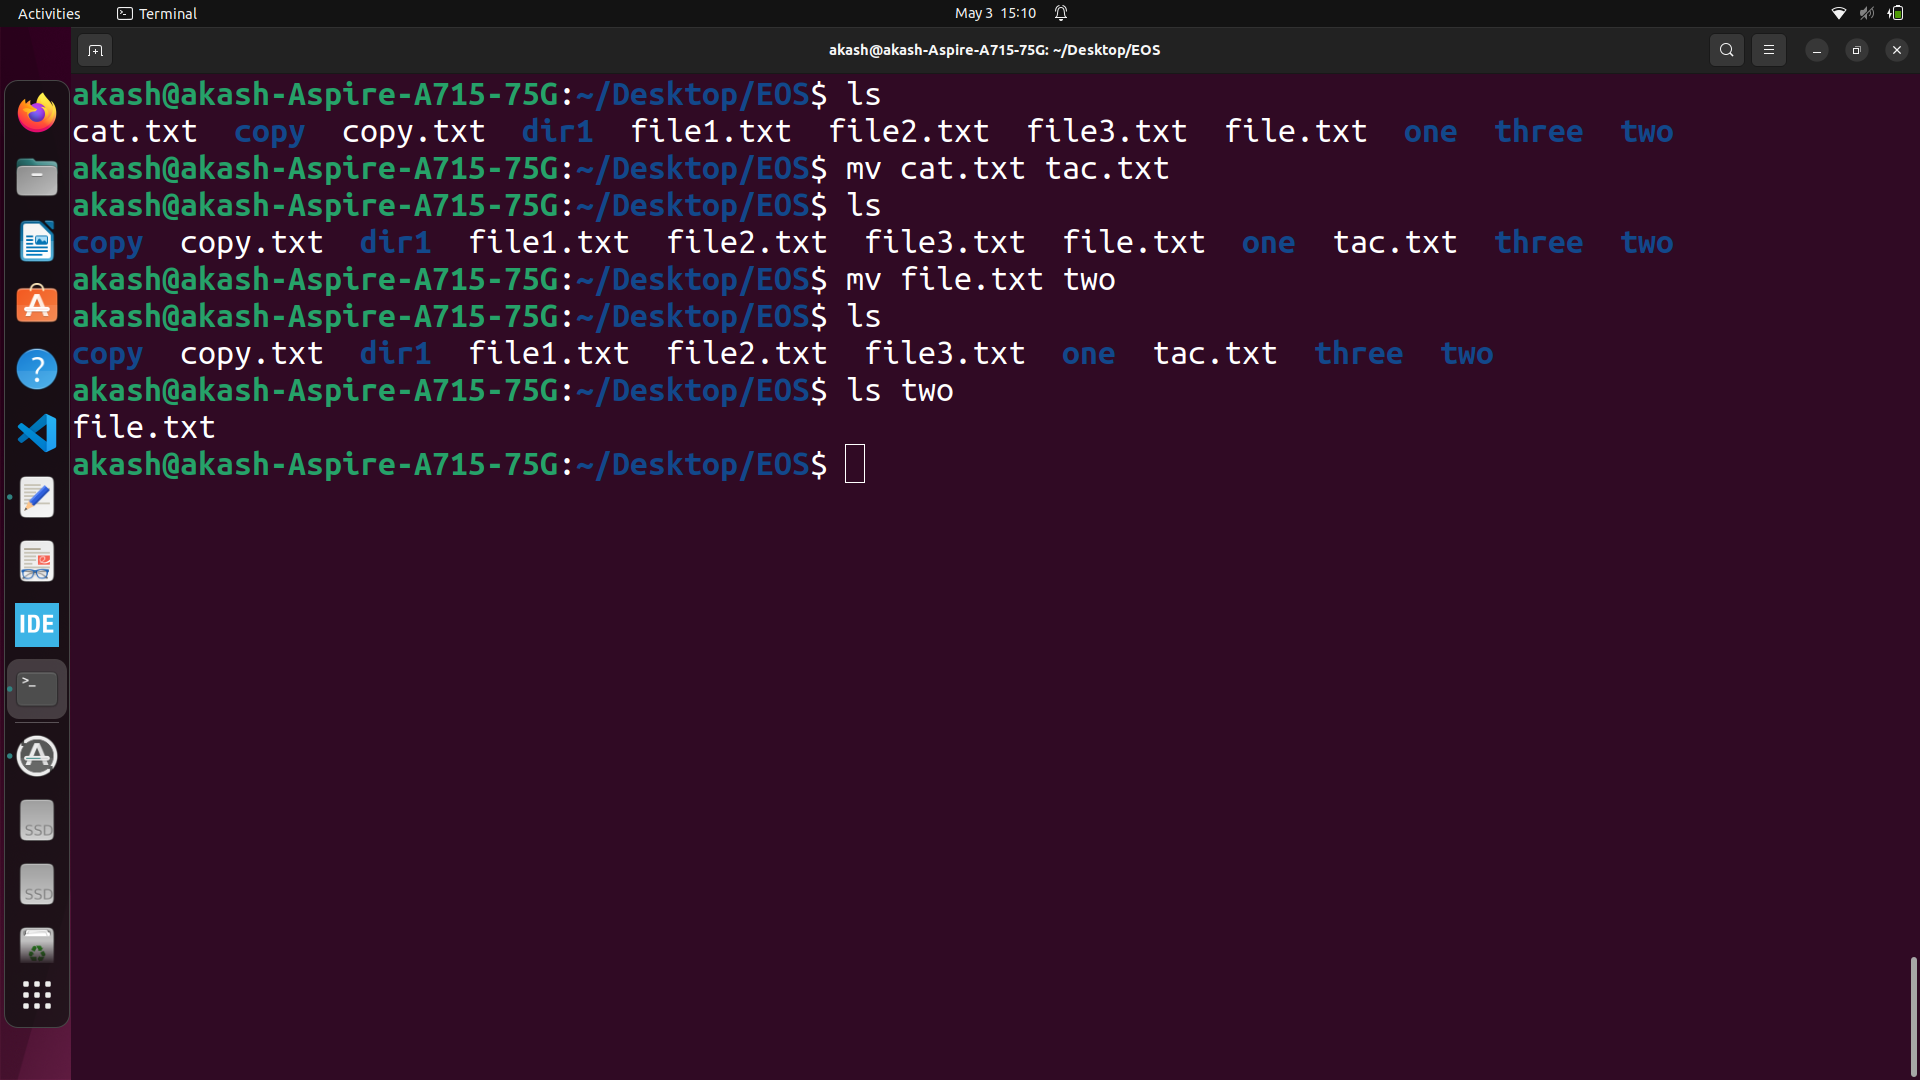 Activities Terminal May 3 15:10
akash@akash-Aspire-A715-75G: ~/Desktop/EOS
akash@akash-Aspire-A715-75G:~/Desktop/EOS$ ls
cat.txt copy copy.txt dir1 file1.txt file2.txt file3.txt file.txt one three two
akash@akash-Aspire-A715-75G:~/Desktop/EOS$ mv cat.txt tac.txt
akash@akash-Aspire-A715-75G:~/Desktop/EOS$ ls
copy copy.txt dir1 file1.txt file2.txt file3.txt file.txt one tac.txt three two
akash@akash-Aspire-A715-75G:~/Desktop/EOS$ mv file.txt two
akash@akash-Aspire-A715-75G:~/Desktop/EOS$ ls
copy copy.txt dir1 file1.txt file2.txt file3.txt one tac.txt three two
akash@akash-Aspire-A715-75G:~/Desktop/EOS$ ls two
file.txt
akash@akash-Aspire-A715-75G:~/Desktop/EOS$
IDE
SSD
SSD